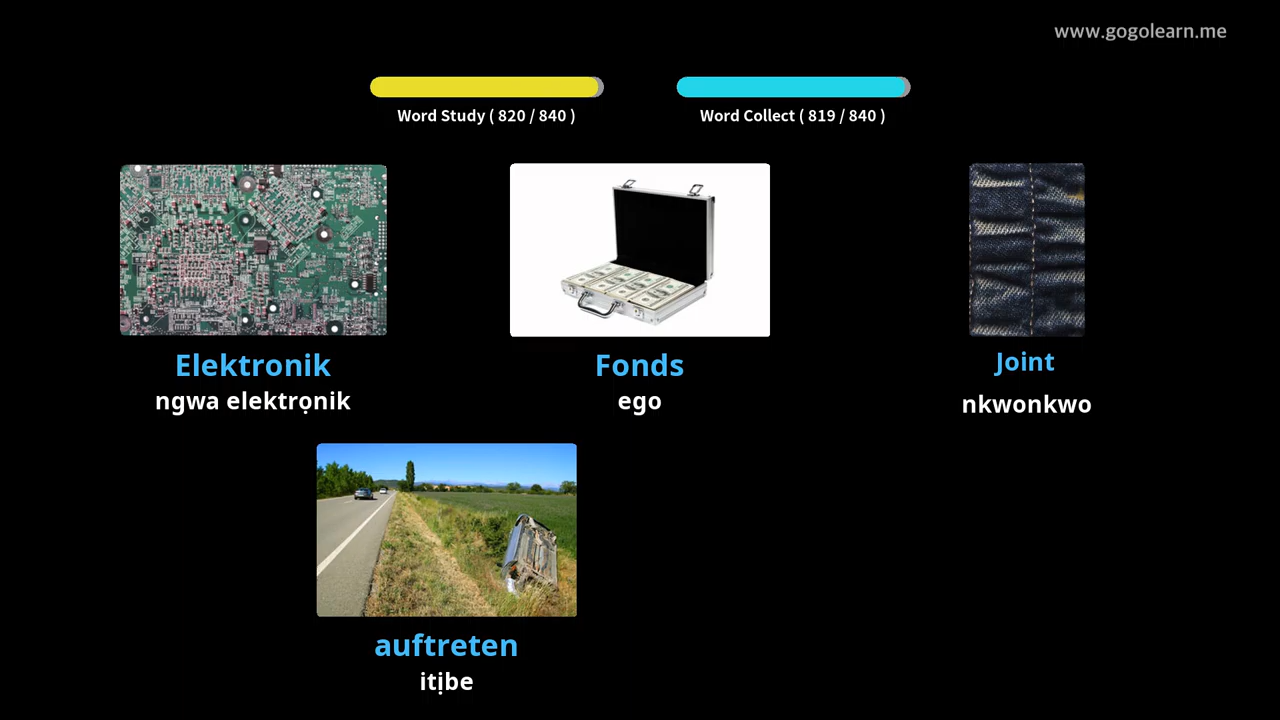 www.gogolearn.me
Word Study ( 820 / 840 )
Word Collect ( 819 / 840 )
Elektronik
ngwa elektrọnik
Fonds
ego
Joint
nkwonkwo
auftreten
itịbe